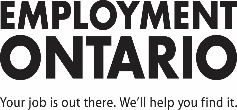 EMPLOYMENT
ONTARIO
Your job is out there. We'll help you find it.